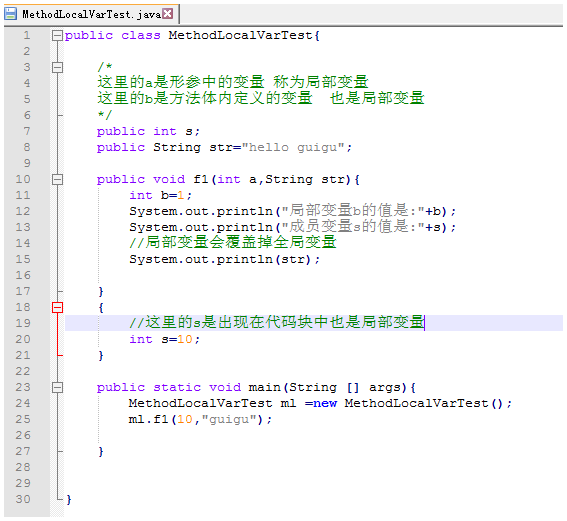 MethodLocalVarTest.java
1 public class MethodLocalVarTest{
2
3 /*
4 这里的a是形参中的变量 称为局部变量
5 这里的b是方法体内定义的变量  也是局部变量
6 */
7 public int s;
8 public String str="hello guigu";
9
10 public void f1(int a,String str){
11 int b=1;
12 System.out.println("局部变量b的值是:"+b);
13 System.out.println("成员变量s的值是:"+s);
14 //局部变量会覆盖掉全局变量
15 System.out.println(str);
16
17 }
18 {
19 //这里的s是出现在代码块中也是局部变量
20 int s=10;
21 }
22
23 public static void main(String [] args){
24 MethodLocalVarTest ml =new MethodLocalVarTest();
25 ml.f1(10,"guigu");
26
27 }
28
29
30 }